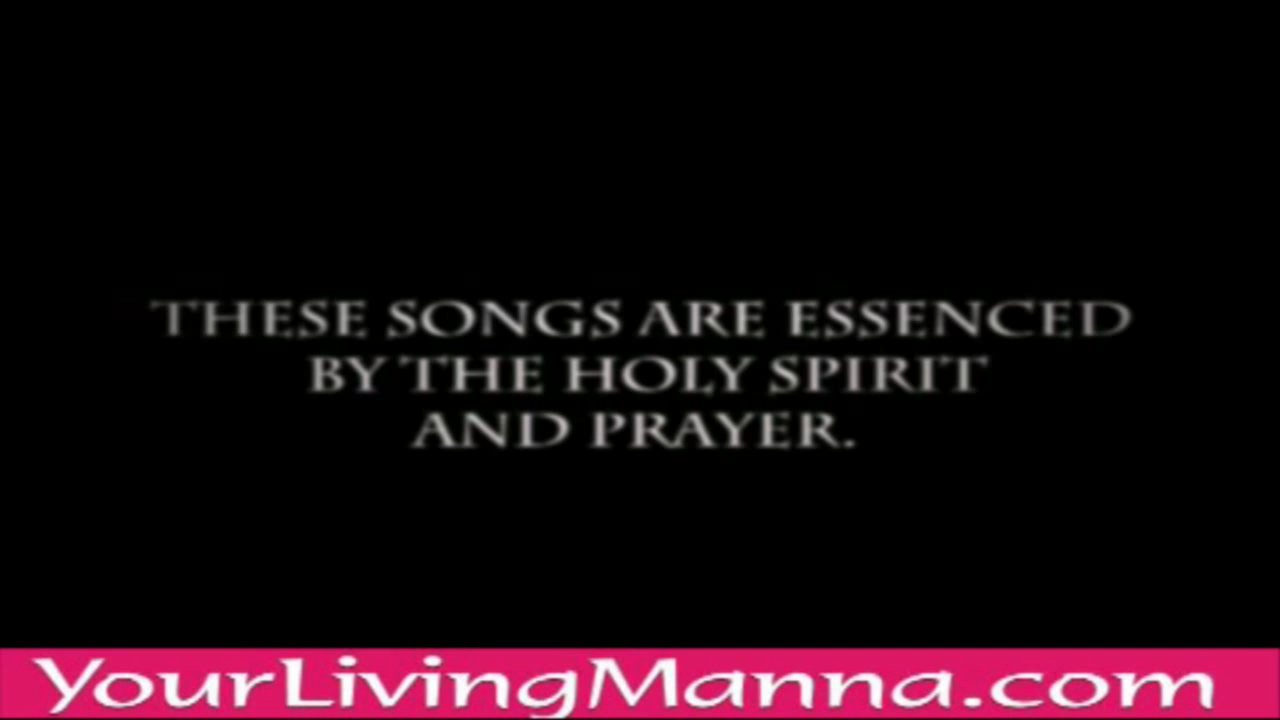 THESE SONGS ARE ESSENCED
BY THE HOLY SPIRIT
AND PRAYER.
YourLivingManna.com